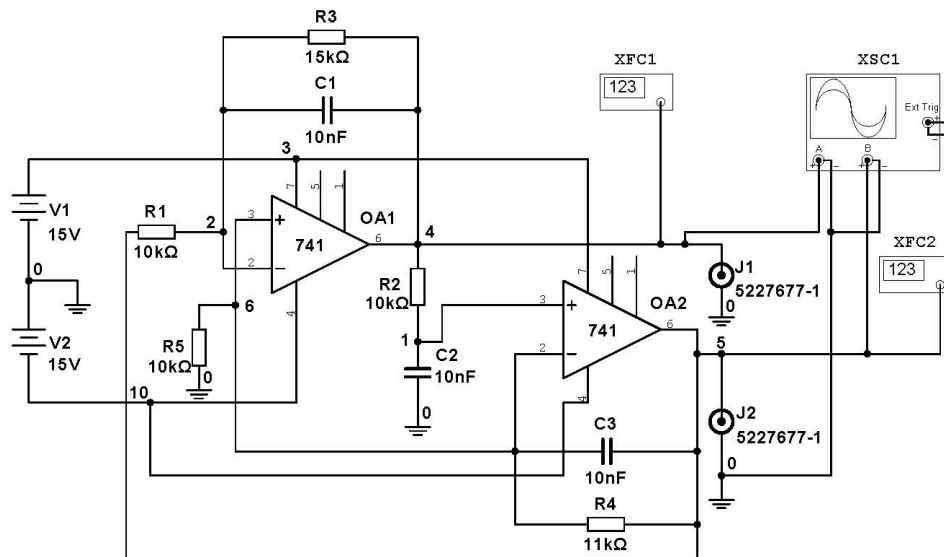 R3
15kΩ
C1
10nF
XFC1
123
XSC1
Ext Trig
+
−
A
B
+
−
+
−
3
7
5
1
V1
15V
R1
10kΩ
2
3
+
OA1
741
6
4
2
−
4
XFC2
123
0
R2
10kΩ
7
5
1
J1
5227677-1
0
6
R5
10kΩ
0
V2
15V
1
3
+
OA2
741
6
5
2
−
4
C2
10nF
0
10
J2
5227677-1
0
C3
10nF
R4
11kΩ